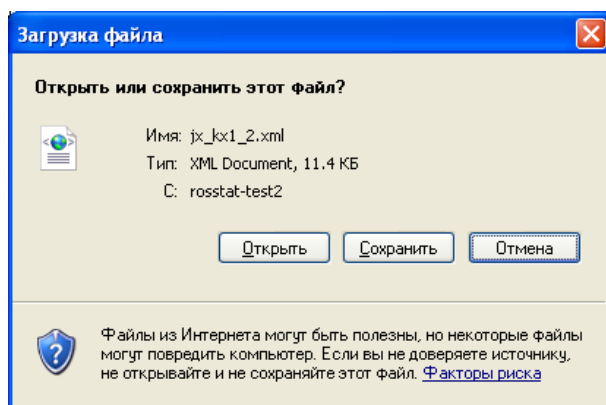 Загрузка файла
Открыть или сохранить этот файл?
Имя: jx_kx1_2.xml
Тип: XML Document, 11.4 КБ
С: rosstat-test2
Открыть Сохранить Отмена
Файлы из Интернета могут быть полезны, но некоторые файлы
могут повредить компьютер. Если вы не доверяете источнику,
не открывайте и не сохраняйте этот файл. Факторы риска